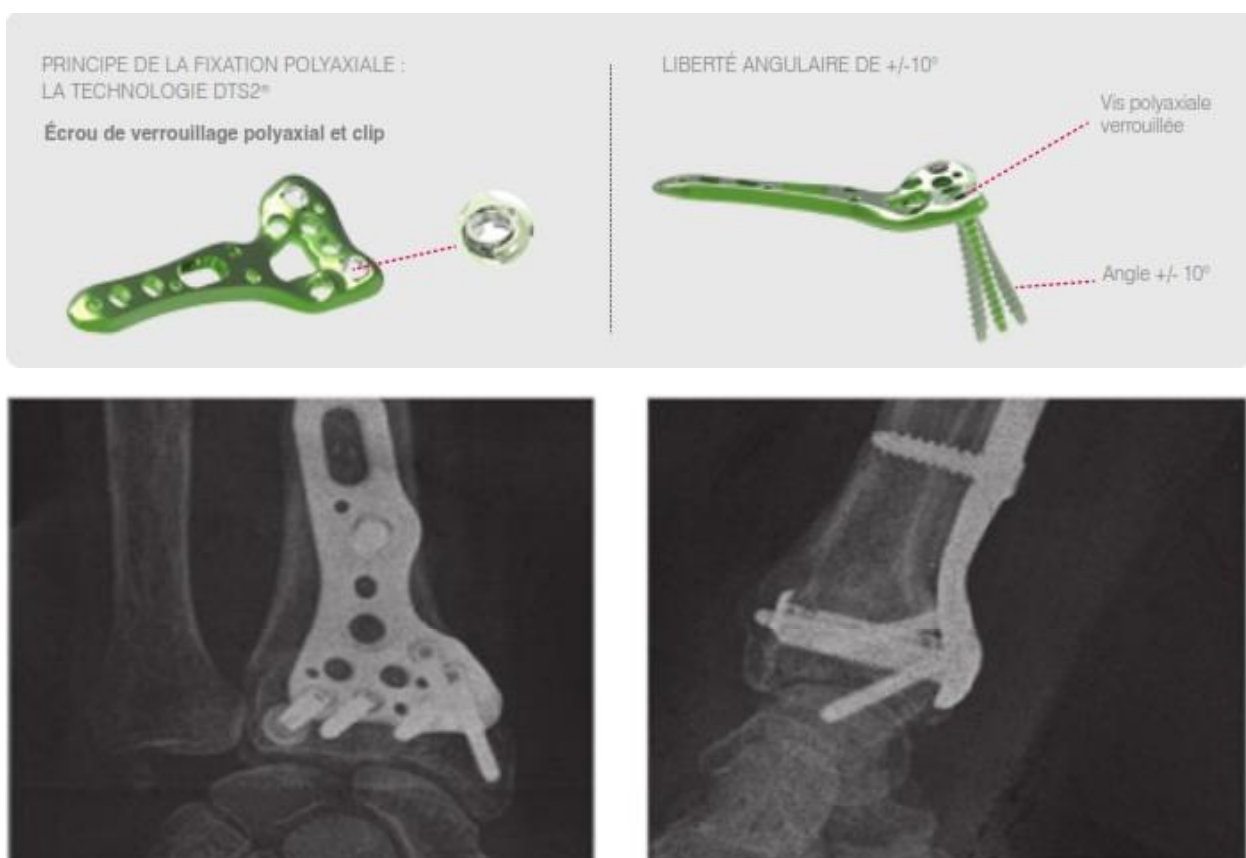 PRINCIPE DE LA FIXATION POLYAXIALE :
LA TECHNOLOGIE DTS2®
Écrou de verrouillage polyaxial et clip
LIBERTÉ ANGULAIRE DE +/-10°
Vis polyaxiale
verrouillée
Angle +/- 10°